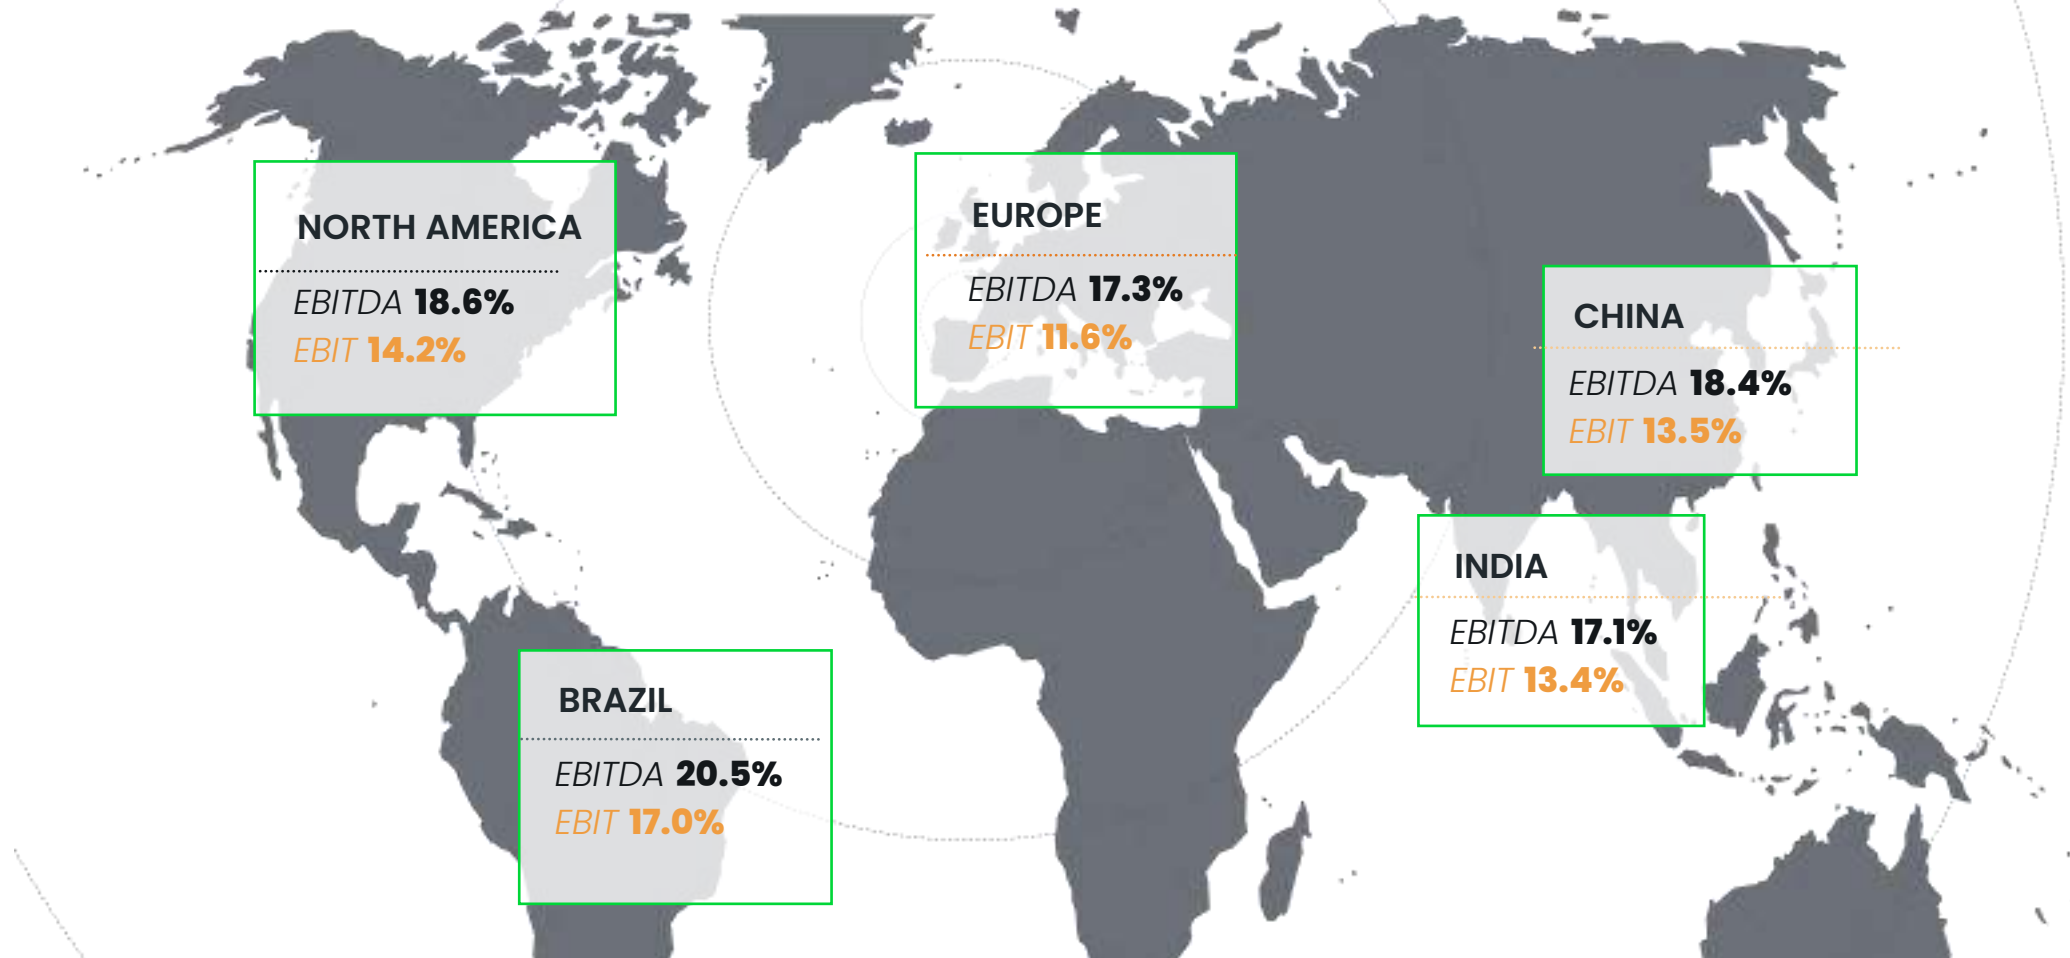 NORTH AMERICA
EBITDA 18.6%
EBIT 14.2%
EUROPE
EBITDA 17.3%
EBIT 11.6%
CHINA
EBITDA 18.4%
EBIT 13.5%
INDIA
EBITDA 17.1%
EBIT 13.4%
BRAZIL
EBITDA 20.5%
EBIT 17.0%